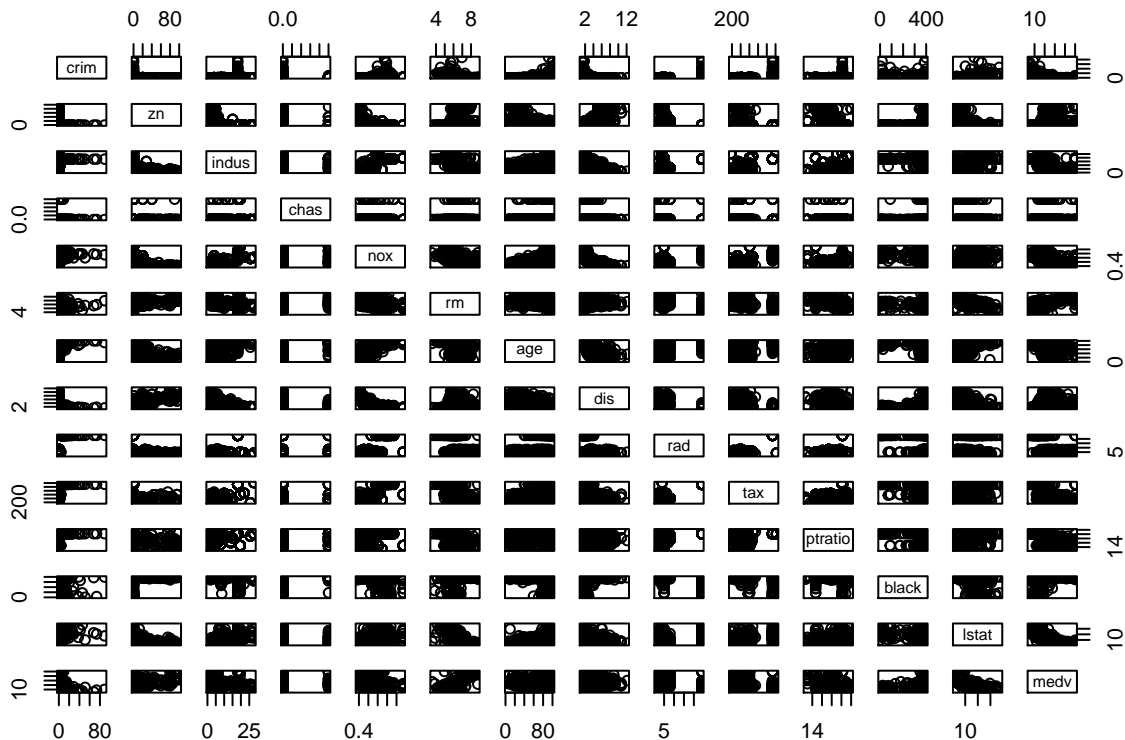 0 80 0.0 4 8 2 12 200 0 400 10
crim 0
0 zn
indus 0
0.0 chas
nox 0.4
4 rm
age 0
2 dis
rad 5
200 tax
ptratio 14
0 black
lstat 10
10 medv
0 80 0 25 0.4 0 80 5 14 10